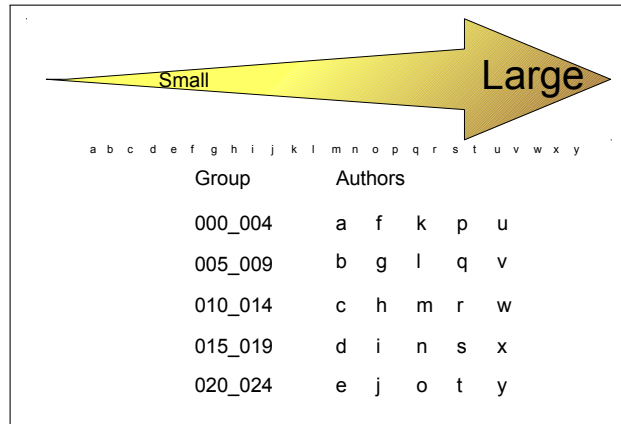 Small Large
a b c d e f g h i j k l m n o p q r s t u v w x y
Group Authors
000_004 a f k p u
005_009 b g l q v
010_014 c h m r w
015_019 d i n s x
020_024 e j o t y